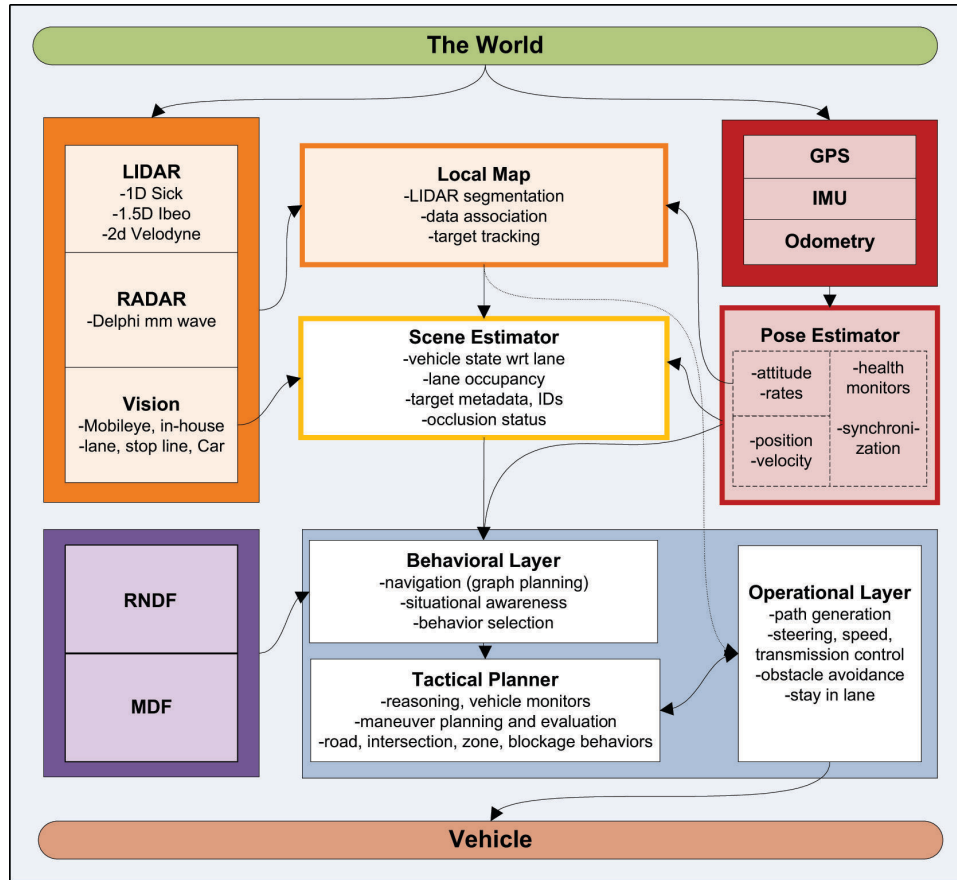 The World
LIDAR
-1D Sick
-1.5D Ibeo
-2d Velodyne
RADAR
-Delphi mm wave
Vision
-Mobileye, in-house
-lane, stop line, Car
Local Map
-LIDAR segmentation
-data association
-target tracking
GPS
IMU
Odometry
Scene Estimator
-vehicle state wrt lane
-lane occupancy
-target metadata, IDs
-occlusion status
Pose Estimator
-attitude
-rates
-health
monitors
-position
-velocity
-synchroni-
zation
RNDF
MDF
Behavioral Layer
-navigation (graph planning)
-situational awareness
-behavior selection
Tactical Planner
-reasoning, vehicle monitors
-maneuver planning and evaluation
-road, intersection, zone, blockage behaviors
Operational Layer
-path generation
-steering, speed,
transmission control
-obstacle avoidance
-stay in lane
Vehicle